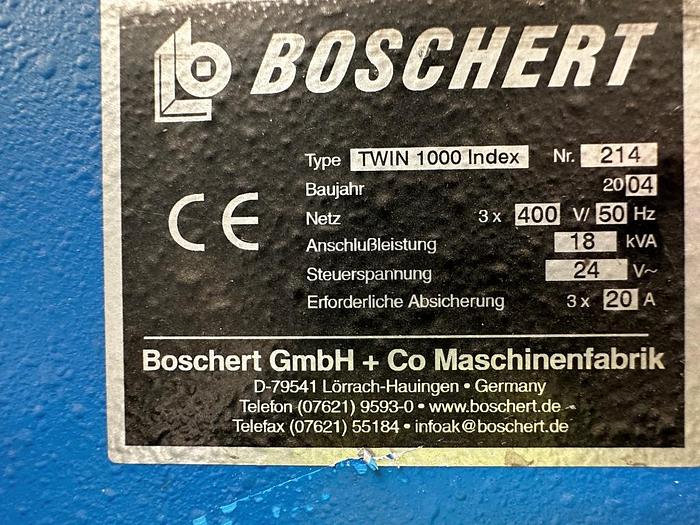 BOSCHERT
Type TWIN 1000 Index Nr. 214
Baujahr 2004
Netz 3 x 400 V/ 50 Hz
Anschlußleistung 18 kVA
Steuerspannung 24 V~
Erforderliche Absicherung 3 x 20 A
CE
Boschert GmbH + Co Maschinenfabrik
D-79541 Lörrach-Hauingen • Germany
Telefon (07621) 9593-0 • www.boschert.de
Telefax (07621) 55184 • infoak@boschert.de